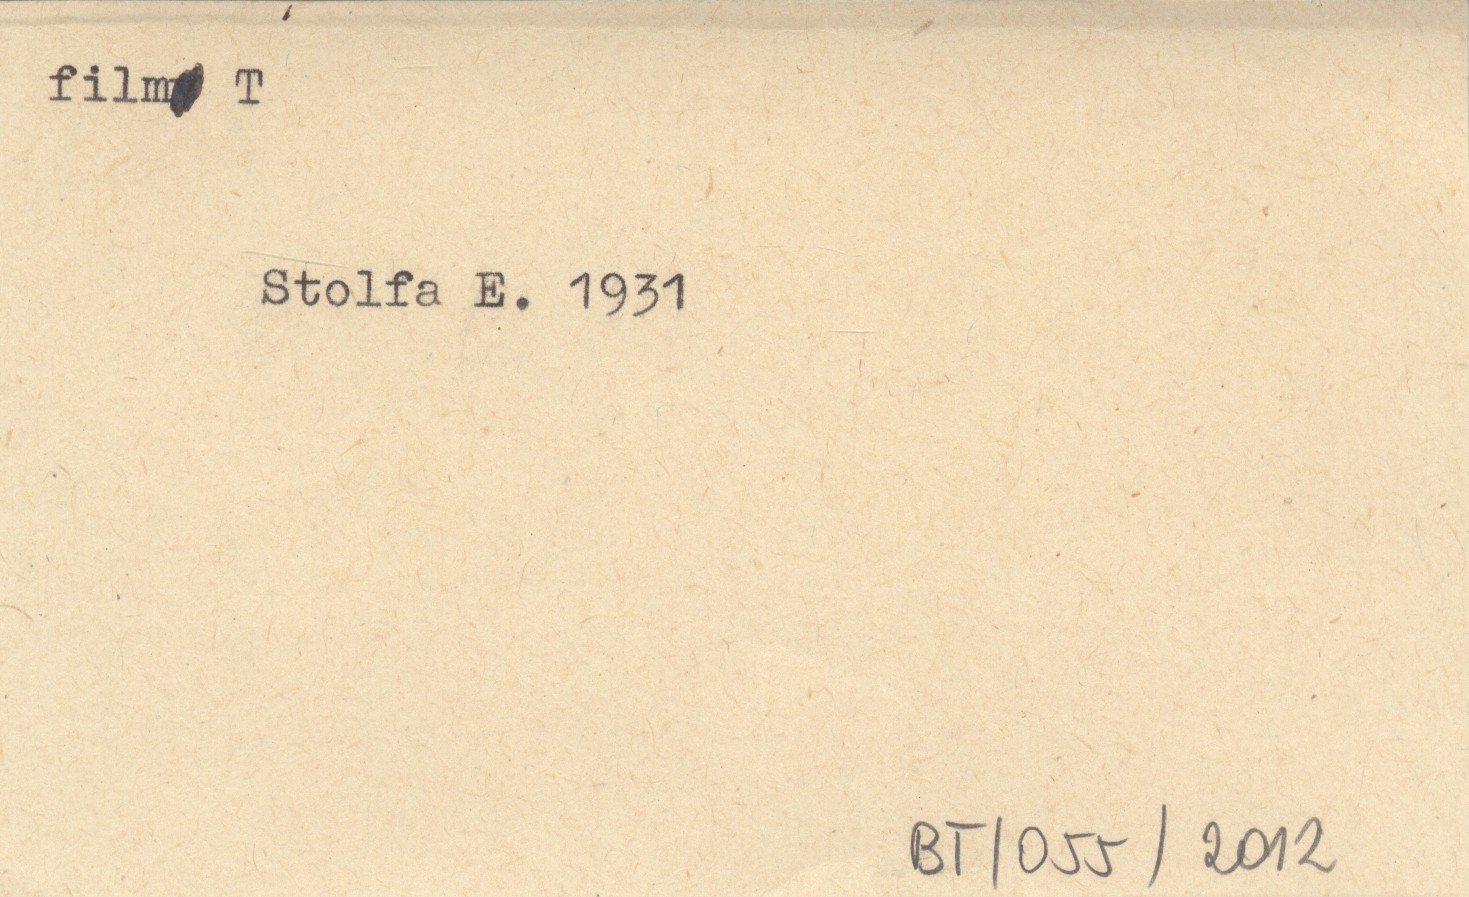 film T
Stolfa E. 1931
BT/055/2012